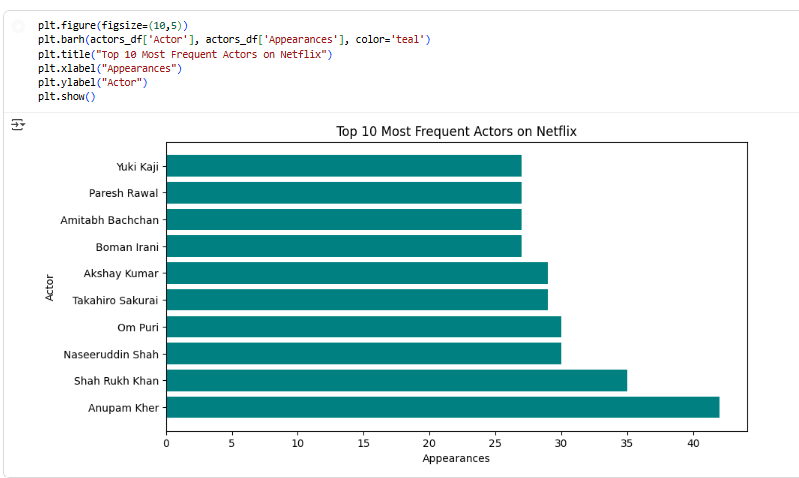 plt.figure(figsize=(10,5))
plt.barh(actors_df['Actor'], actors_df['Appearances'], color='teal')
plt.title("Top 10 Most Frequent Actors on Netflix")
plt.xlabel("Appearances")
plt.ylabel("Actor")
plt.show()
Top 10 Most Frequent Actors on Netflix
Yuki Kaji
Paresh Rawal
Amitabh Bachchan
Boman Irani
Akshay Kumar
Takahiro Sakurai
Om Puri
Naseeruddin Shah
Shah Rukh Khan
Anupam Kher
Actor
0 5 10 15 20 25 30 35 40
Appearances